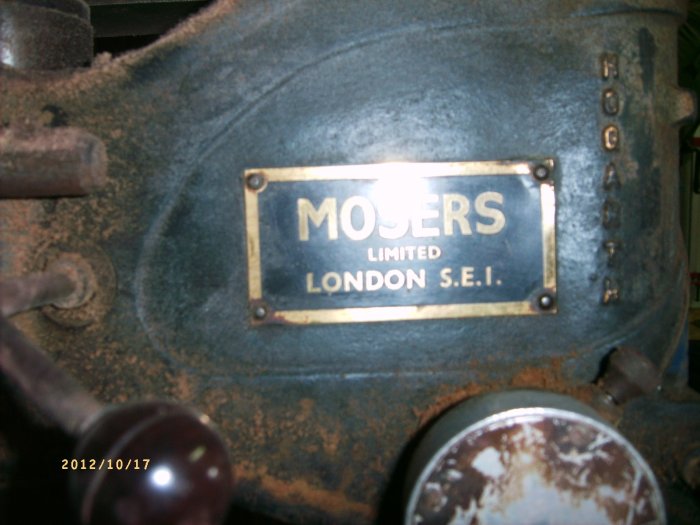 MOSERS
LIMITED
LONDON S.E.I.
HOGARTH
2012/10/17